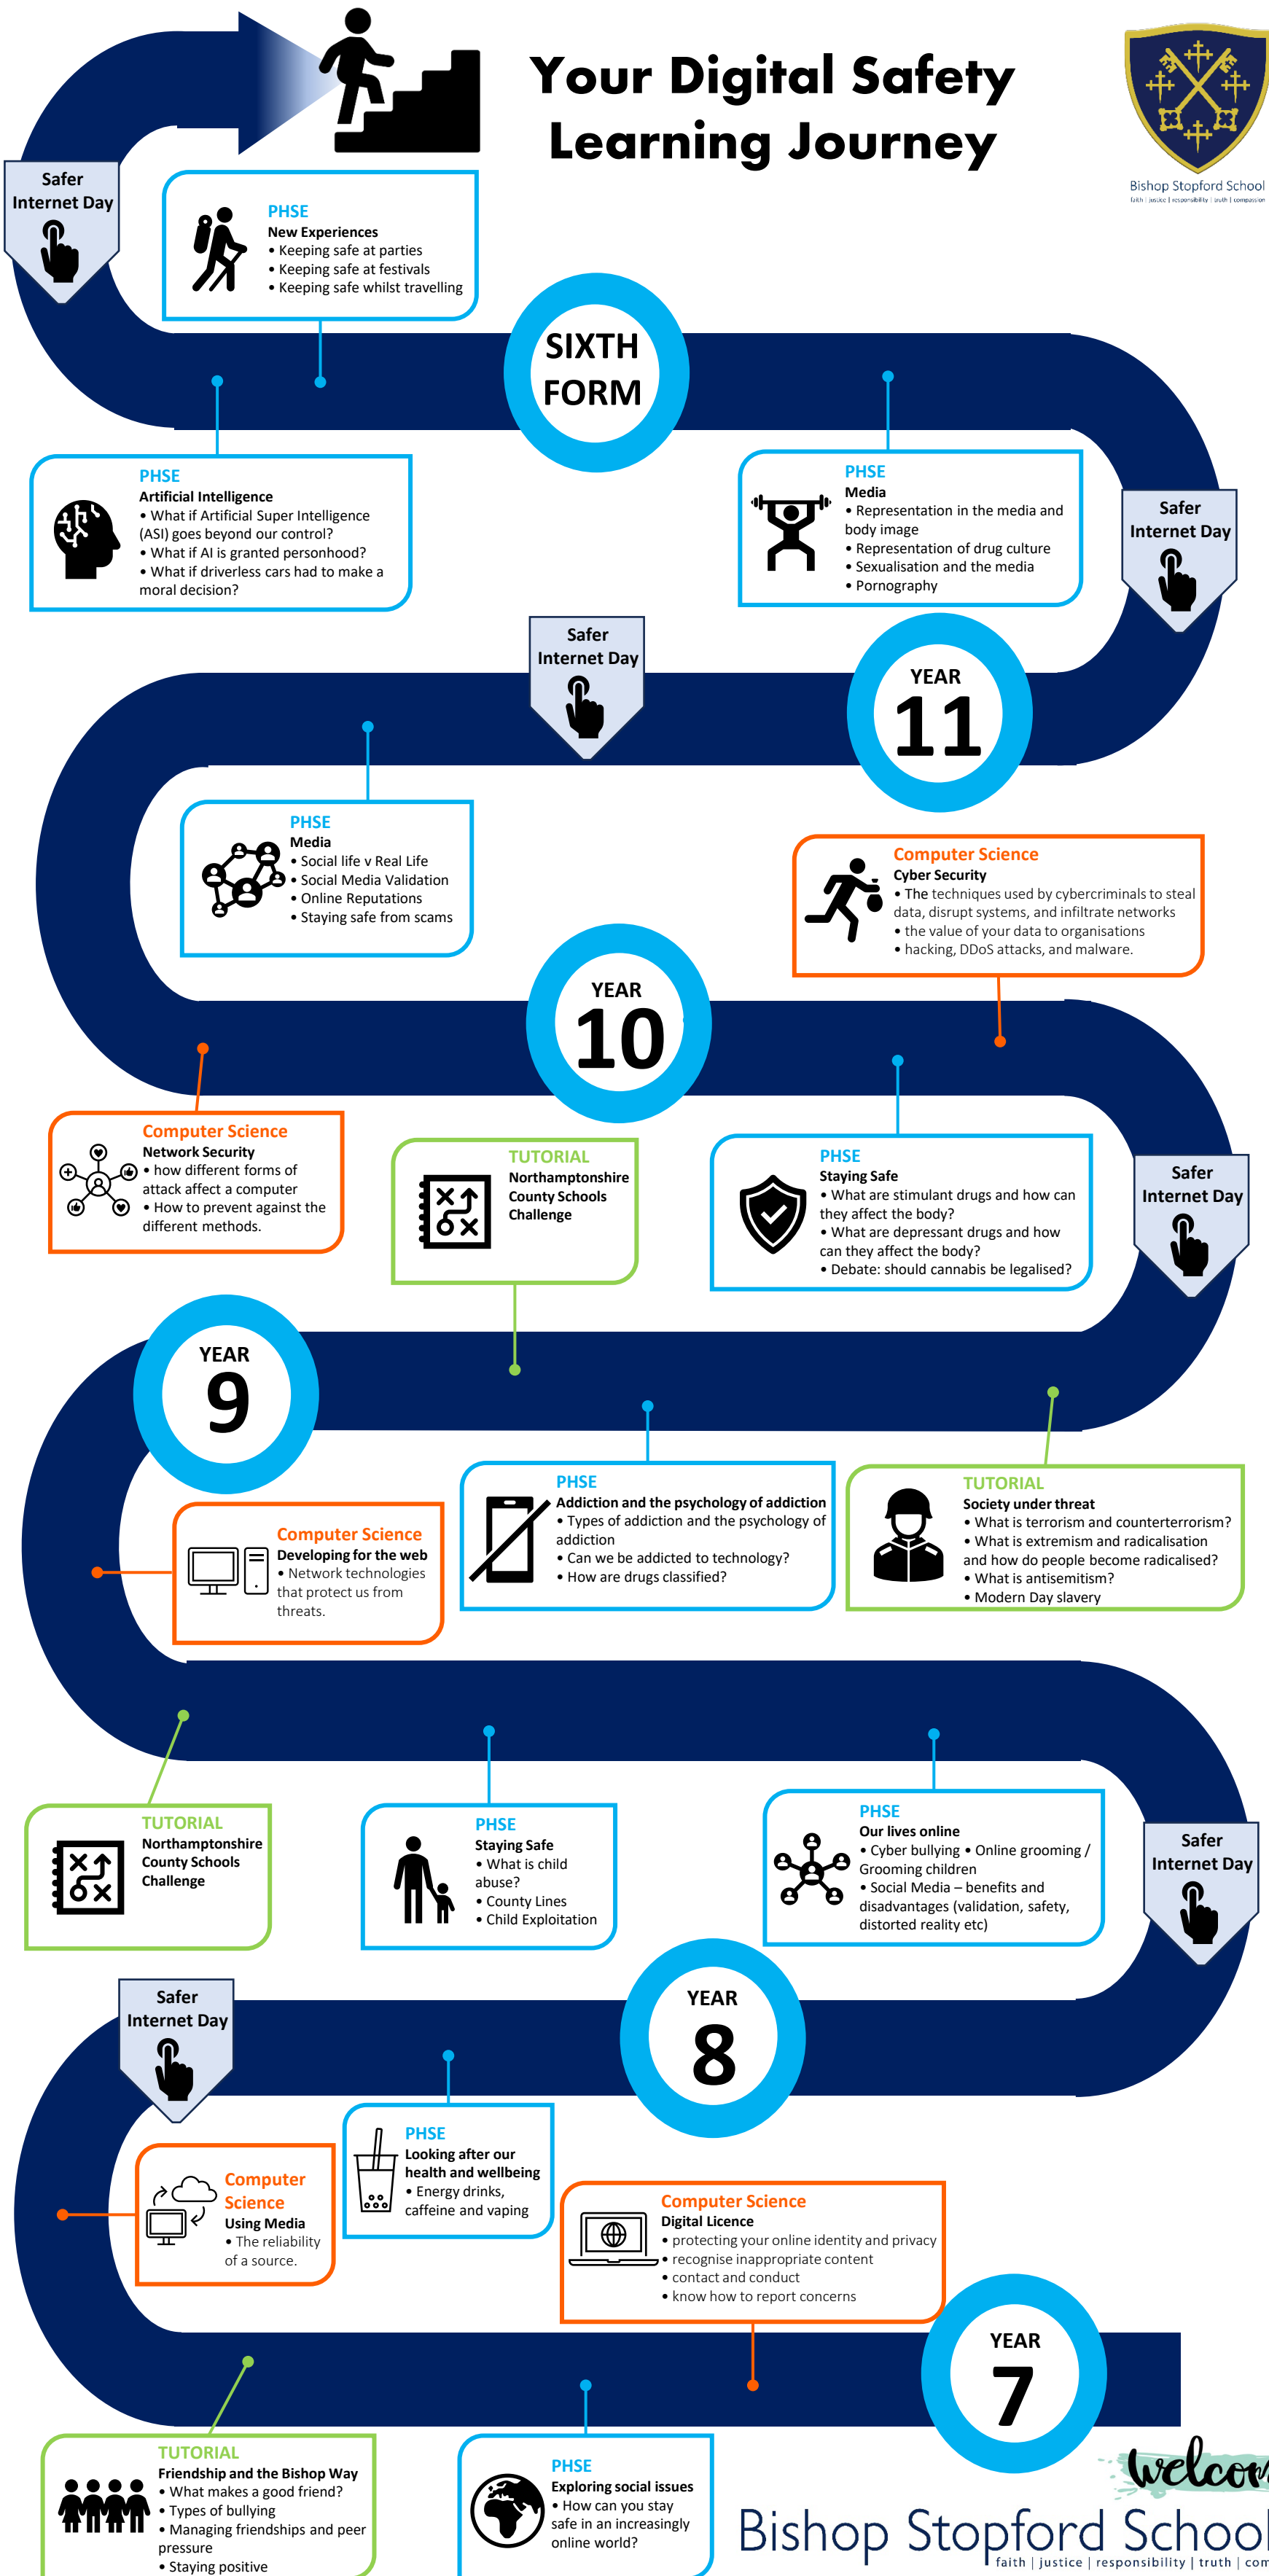 Your Digital Safety
Learning Journey
Bishop Stopford School
faith | justice | responsibility | truth | compassion
Safer
Internet Day
PHSE
New Experiences
• Keeping safe at parties
• Keeping safe at festivals
• Keeping safe whilst travelling
SIXTH
FORM
PHSE
Artificial Intelligence
• What if Artificial Super Intelligence
(ASI) goes beyond our control?
• What if AI is granted personhood?
• What if driverless cars had to make a
moral decision?
PHSE
Media
• Representation in the media and
body image
• Representation of drug culture
• Sexualisation and the media
• Pornography
Safer
Internet Day
Safer
Internet Day
YEAR
11
PHSE
Media
• Social life v Real Life
• Social Media Validation
• Online Reputations
• Staying safe from scams
Computer Science
Cyber Security
• The techniques used by cybercriminals to steal
data, disrupt systems, and infiltrate networks
• the value of your data to organisations
• hacking, DDoS attacks, and malware.
YEAR
10
Computer Science
Network Security
• how different forms of
attack affect a computer
• How to prevent against the
different methods.
TUTORIAL
Northamptonshire
County Schools
Challenge
PHSE
Staying Safe
• What are stimulant drugs and how can
they affect the body?
• What are depressant drugs and how
can they affect the body?
• Debate: should cannabis be legalised?
Safer
Internet Day
YEAR
9
Computer Science
Developing for the web
• Network technologies
that protect us from
threats.
PHSE
Addiction and the psychology of addiction
• Types of addiction and the psychology of
addiction
• Can we be addicted to technology?
• How are drugs classified?
TUTORIAL
Society under threat
• What is terrorism and counterterrorism?
• What is extremism and radicalisation
and how do people become radicalised?
• What is antisemitism?
• Modern Day slavery
TUTORIAL
Northamptonshire
County Schools
Challenge
PHSE
Staying Safe
• What is child
abuse?
• County Lines
• Child Exploitation
PHSE
Our lives online
• Cyber bullying • Online grooming /
Grooming children
• Social Media – benefits and
disadvantages (validation, safety,
distorted reality etc)
Safer
Internet Day
Safer
Internet Day
YEAR
8
PHSE
Looking after our
health and wellbeing
• Energy drinks,
caffeine and vaping
Computer
Science
Using Media
• The reliability
of a source.
Computer Science
Digital Licence
• protecting your online identity and privacy
• recognise inappropriate content
• contact and conduct
• know how to report concerns
YEAR
7
TUTORIAL
Friendship and the Bishop Way
• What makes a good friend?
• Types of bullying
• Managing friendships and peer
pressure
• Staying positive
PHSE
Exploring social issues
• How can you stay
safe in an increasingly
online world?
welcom
Bishop Stopford School
faith | justice | responsibility | truth | com